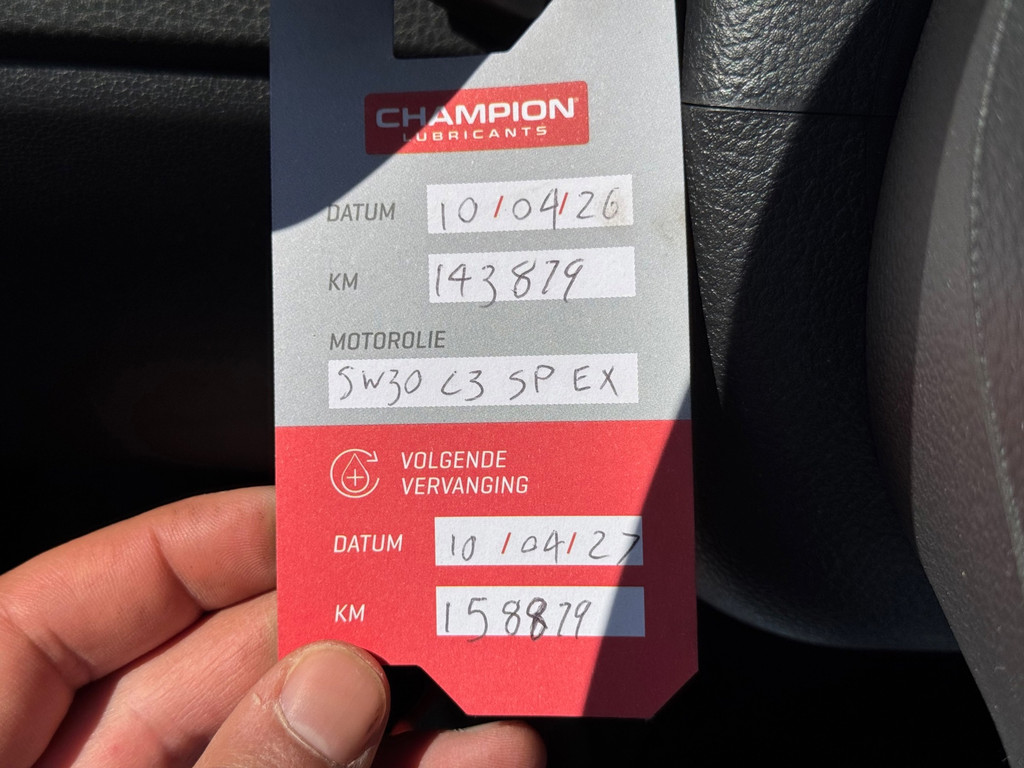 CHAMPION®
LUBRICANTS
DATUM 10/04/26
KM 143879
MOTOROLIE
5W30 C3 SP EX
VOLGENDE
VERVANGING
DATUM 10/04/27
KM 158879